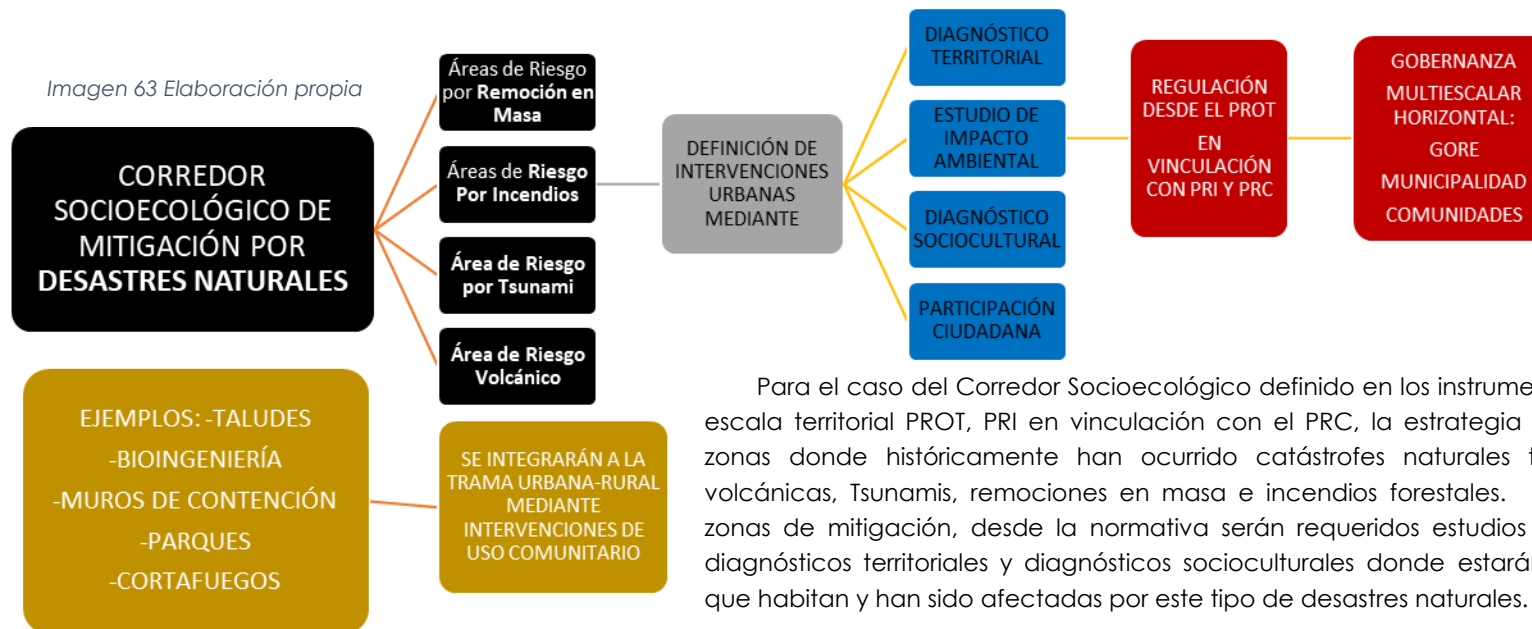 Imagen 63 Elaboración propia
CORREDOR
SOCIOECOLÓGICO DE
MITIGACIÓN POR
DESASTRES NATURALES
Áreas de Riesgo
por Remoción en
Masa
Áreas de Riesgo
Por Incendios
Área de Riesgo
por Tsunami
Área de Riesgo
Volcánico
DEFINICIÓN DE
INTERVENCIONES
URBANAS
MEDIANTE
DIAGNÓSTICO
TERRITORIAL
ESTUDIO DE
IMPACTO
AMBIENTAL
DIAGNÓSTICO
SOCIOCULTURAL
PARTICIPACIÓN
CIUDADANA
REGULACIÓN
DESDE EL PROT
EN
VINCULACIÓN
CON PRI Y PRC
GOBERNANZA
MULTIESCALAR
HORIZONTAL:
GORE
MUNICIPALIDAD
COMUNIDADES
EJEMPLOS: -TALUDES
-BIOINGENIERÍA
-MUROS DE CONTENCIÓN
-PARQUES
-CORTAFUEGOS
SE INTEGRARÁN A LA
TRAMA URBANA-RURAL
MEDIANTE
INTERVENCIONES DE
USO COMUNITARIO
Para el caso del Corredor Socioecológico definido en los
escala territorial PROT, PRI en vinculación con el PRC, la estrategia
zonas donde históricamente han ocurrido catástrofes naturales
volcánicas, Tsunamis, remociones en masa e incendios forestales.
zonas de mitigación, desde la normativa serán requeridos estudios
diagnósticos territoriales y diagnósticos socioculturales donde
que habitan y han sido afectadas por este tipo de desastres naturales.